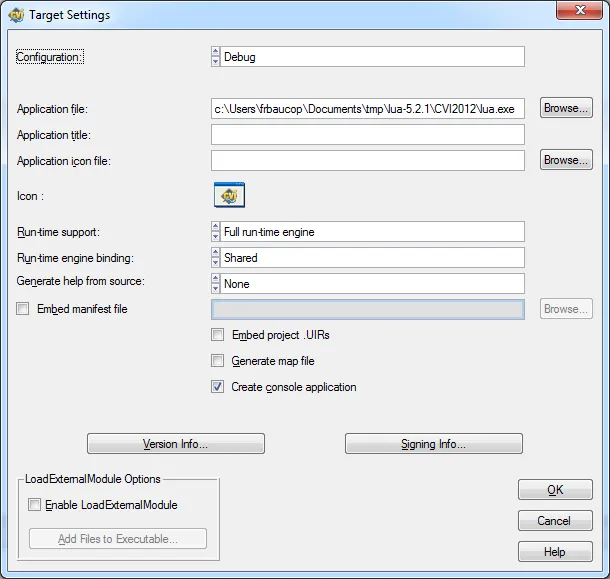 Target Settings
Configuration: Debug
Application file: c:\Users\frbaucop\Documents\tmp\lua-5.2.1\CVI2012\lua.exe Browse...
Application title:
Application icon file: Browse...
Icon : CVI
Run-time support: Full run-time engine
Run-time engine binding: Shared
Generate help from source: None
Embed manifest file Browse...
Embed project .UIRs
Generate map file
Create console application
Version Info... Signing Info...
LoadExternalModule Options
Enable LoadExternalModule
Add Files to Executable...
OK
Cancel
Help